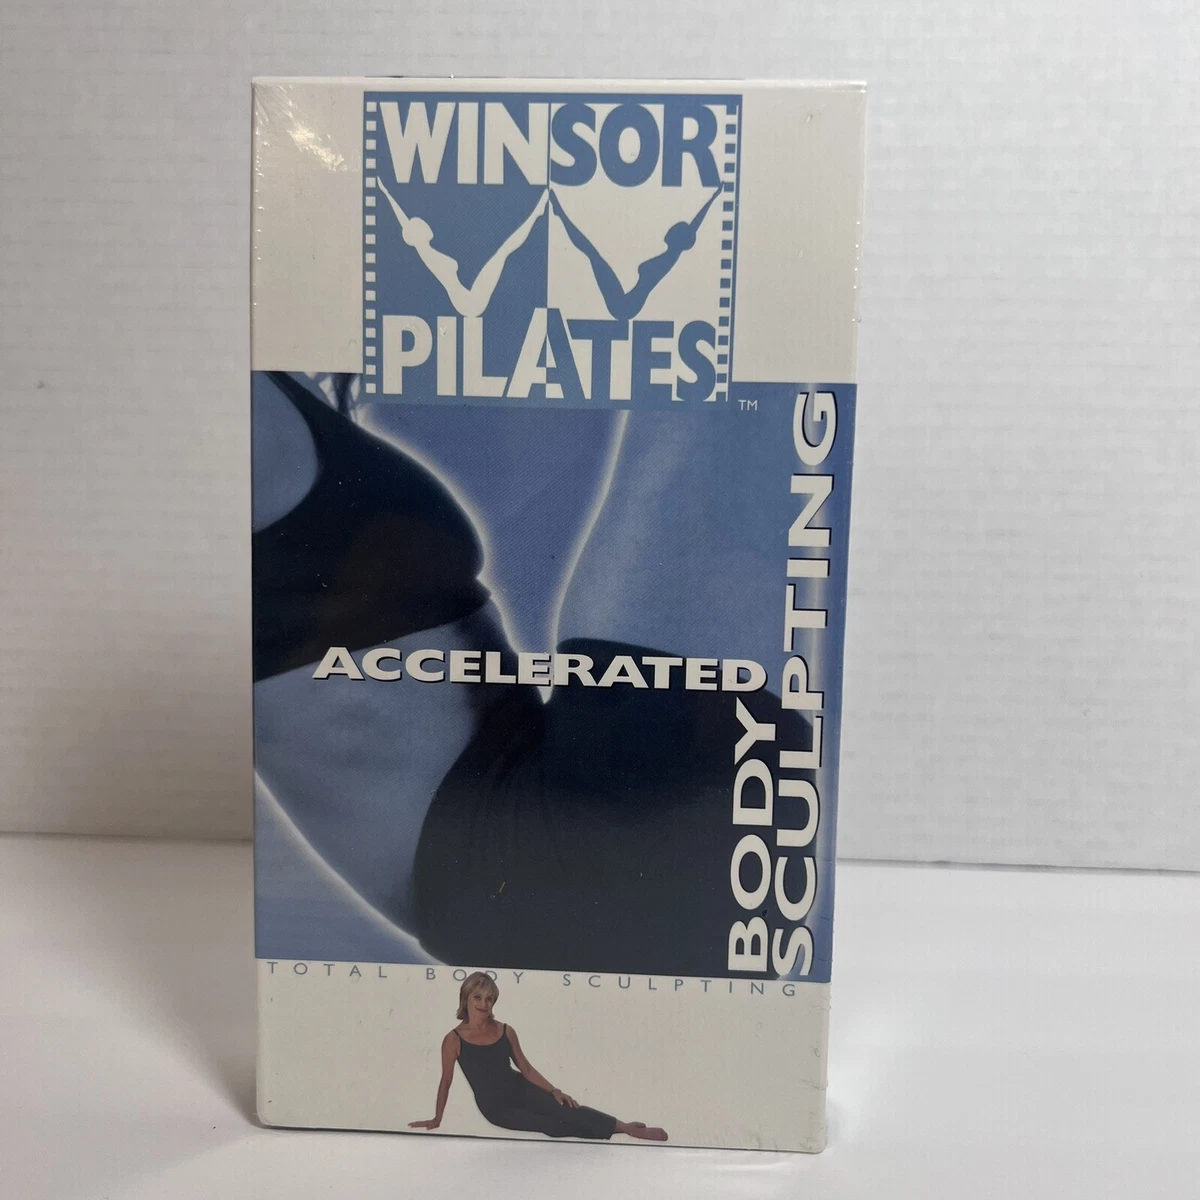 WINSOR
PILATES
TM
ACCELERATED
BODY
SCULPTING
TOTAL BODY SCULPTING